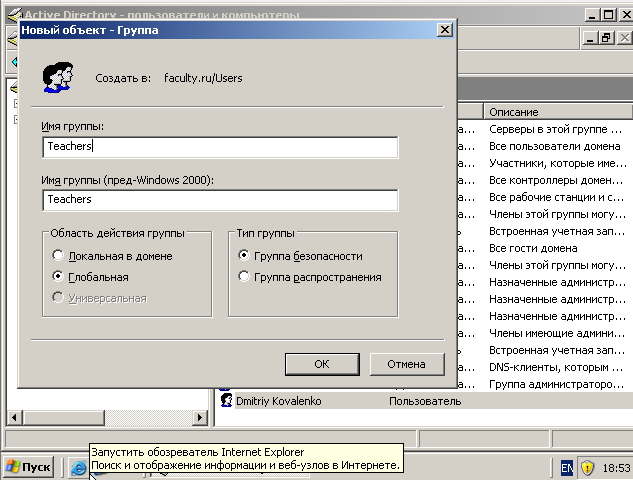 Active Directory - пользователи и компьютеры
Новый объект - Группа
Создать в: faculty.ru/Users
Имя группы:
Teachers
Имя группы (пред-Windows 2000):
Teachers
Область действия группы
Локальная в домене
Глобальная
Универсальная
Тип группы
Группа безопасности
Группа распространения
ОК
Отмена
Описание
а... Серверы в этой группе ...
а... Все пользователи домена
а... Участники, которые име...
а... Все контроллеры домен...
а... Все рабочие станции и с...
а... Члены этой группы могу...
ь Встроенная учетная зап...
а... Все гости домена
а... Члены этой группы могу...
а... Назначенные администр...
а... Назначенные администр...
а... Назначенные администр...
а... Члены имеющие админи...
ь Встроенная учетная зап...
а... DNS-клиенты, которым ...
а... Группа администраторо...
Dmitriy Kovalenko Пользователь
Запустить обозреватель Internet Explorer
Поиск и отображение информации и веб-узлов в Интернете.
Пуск
EN
18:53